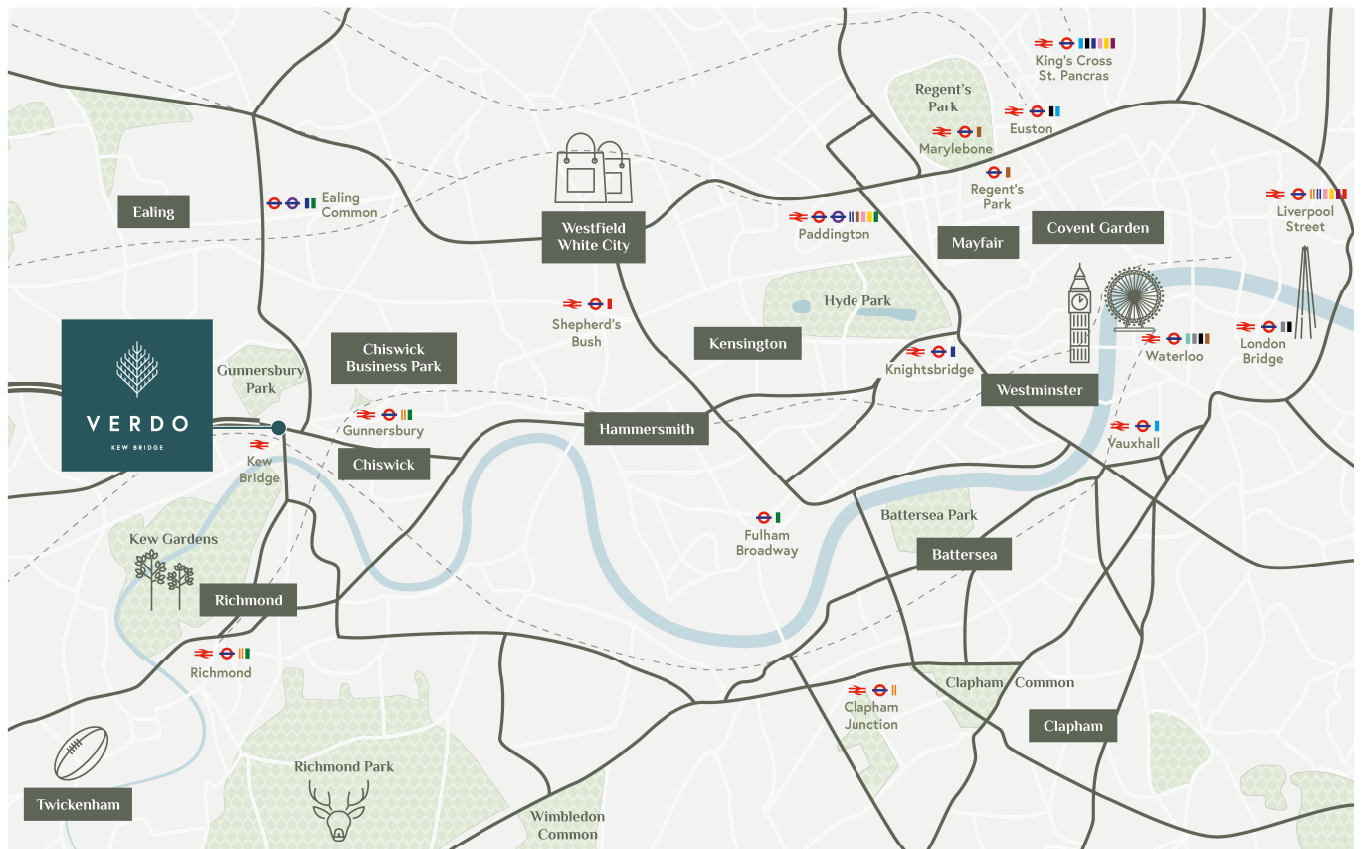 King's Cross
St. Pancras
Regent's
Park
Euston
Marylebone
Regent's
Park
Ealing
Ealing
Common
Westfield
White City
Paddington
Mayfair
Covent Garden
Liverpool
Street
Shepherd's
Bush
Hyde Park
Kensington
Knightsbridge
Waterloo
London
Bridge
Chiswick
Business Park
Gunnersbury
Park
VERDO
KEW BRIDGE
Westminster
Gunnersbury
Hammersmith
Vauxhall
Kew
Bridge
Chiswick
Fulham
Broadway
Battersea Park
Kew Gardens
Battersea
Richmond
Richmond
Clapham Common
Clapham
Junction
Clapham
Richmond Park
Twickenham
Wimbledon
Common